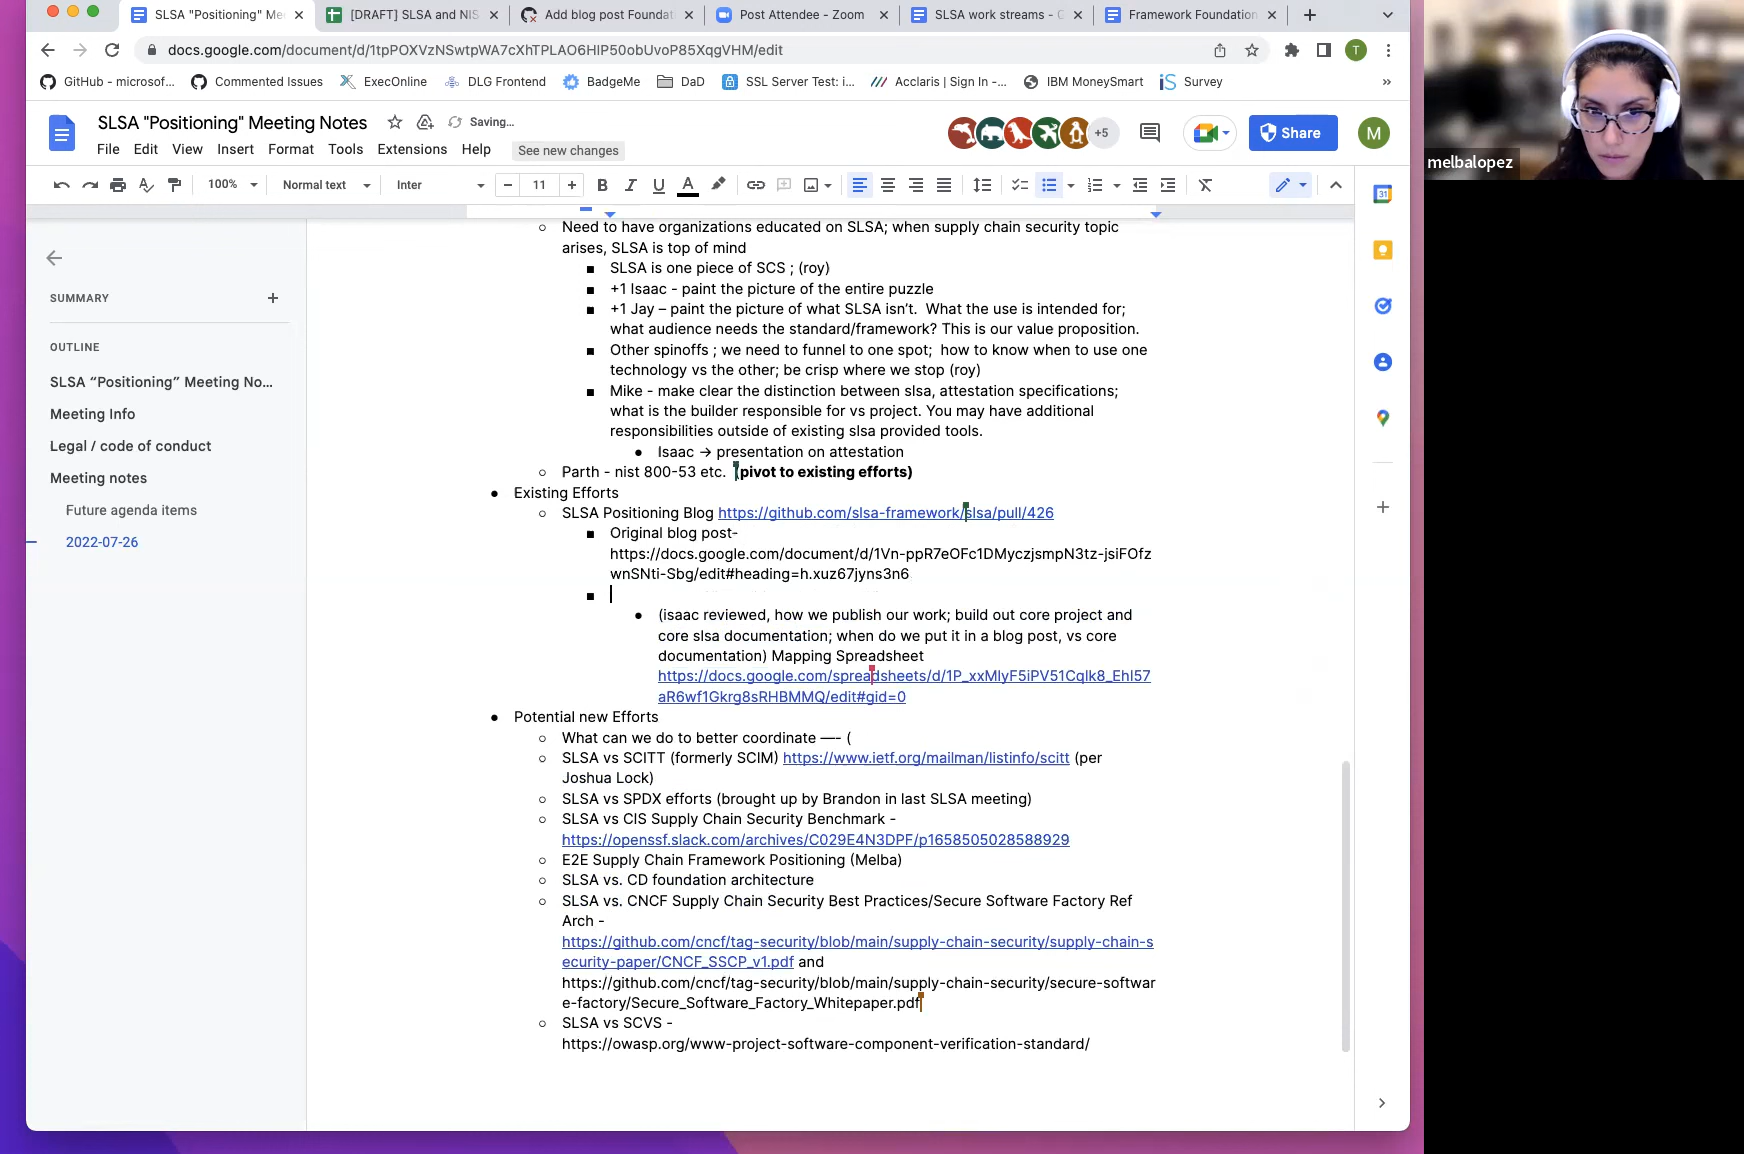 SLSA "Positioning" Me
[DRAFT] SLSA and NIS
Add blog post Foundat
Post Attendee - Zoom
SLSA work streams - G
Framework Foundation
docs.google.com/document/d/1tpPOXVzNSwtpWA7cXhTPLAO6HIP50obUvoP85XqgVHM/edit
T
GitHub - microsof...
Commented Issues
ExecOnline
DLG Frontend
BadgeMe
DaD
SSL Server Test: i...
Acclaris | Sign In -...
IBM MoneySmart
Survey
»
SLSA "Positioning" Meeting Notes
Saving...
+5
Share
M
File Edit View Insert Format Tools Extensions Help
See new changes
100%
Normal text
Inter
11
B I U A
31
SUMMARY
OUTLINE
SLSA “Positioning” Meeting No...
Meeting Info
Legal / code of conduct
Meeting notes
Future agenda items
2022-07-26
Need to have organizations educated on SLSA; when supply chain security topic
arises, SLSA is top of mind
SLSA is one piece of SCS ; (roy)
+1 Isaac - paint the picture of the entire puzzle
+1 Jay – paint the picture of what SLSA isn’t. What the use is intended for;
what audience needs the standard/framework? This is our value proposition.
Other spinoffs ; we need to funnel to one spot; how to know when to use one
technology vs the other; be crisp where we stop (roy)
Mike - make clear the distinction between slsa, attestation specifications;
what is the builder responsible for vs project. You may have additional
responsibilities outside of existing slsa provided tools.
Isaac → presentation on attestation
Parth - nist 800-53 etc. (pivot to existing efforts)
Existing Efforts
SLSA Positioning Blog https://github.com/slsa-framework/slsa/pull/426
Original blog post-
https://docs.google.com/document/d/1Vn-ppR7eOFc1DMyczjsmpN3tz-jsiFOfz
wnSNti-Sbg/edit#heading=h.xuz67jyns3n6
(isaac reviewed, how we publish our work; build out core project and
core slsa documentation; when do we put it in a blog post, vs core
documentation) Mapping Spreadsheet
https://docs.google.com/spreadsheets/d/1P_xxMlyF5iPV51CqIk8_EhI57
aR6wf1Gkrg8sRHBMMQ/edit#gid=0
Potential new Efforts
What can we do to better coordinate —- (
SLSA vs SCITT (formerly SCIM) https://www.ietf.org/mailman/listinfo/scitt (per
Joshua Lock)
SLSA vs SPDX efforts (brought up by Brandon in last SLSA meeting)
SLSA vs CIS Supply Chain Security Benchmark -
https://openssf.slack.com/archives/C029E4N3DPF/p1658505028588929
E2E Supply Chain Framework Positioning (Melba)
SLSA vs. CD foundation architecture
SLSA vs. CNCF Supply Chain Security Best Practices/Secure Software Factory Ref
Arch -
https://github.com/cncf/tag-security/blob/main/supply-chain-security/supply-chain-s
ecurity-paper/CNCF_SSCP_v1.pdf and
https://github.com/cncf/tag-security/blob/main/supply-chain-security/secure-softwar
e-factory/Secure_Software_Factory_Whitepaper.pdf
SLSA vs SCVS -
https://owasp.org/www-project-software-component-verification-standard/
melbalopez